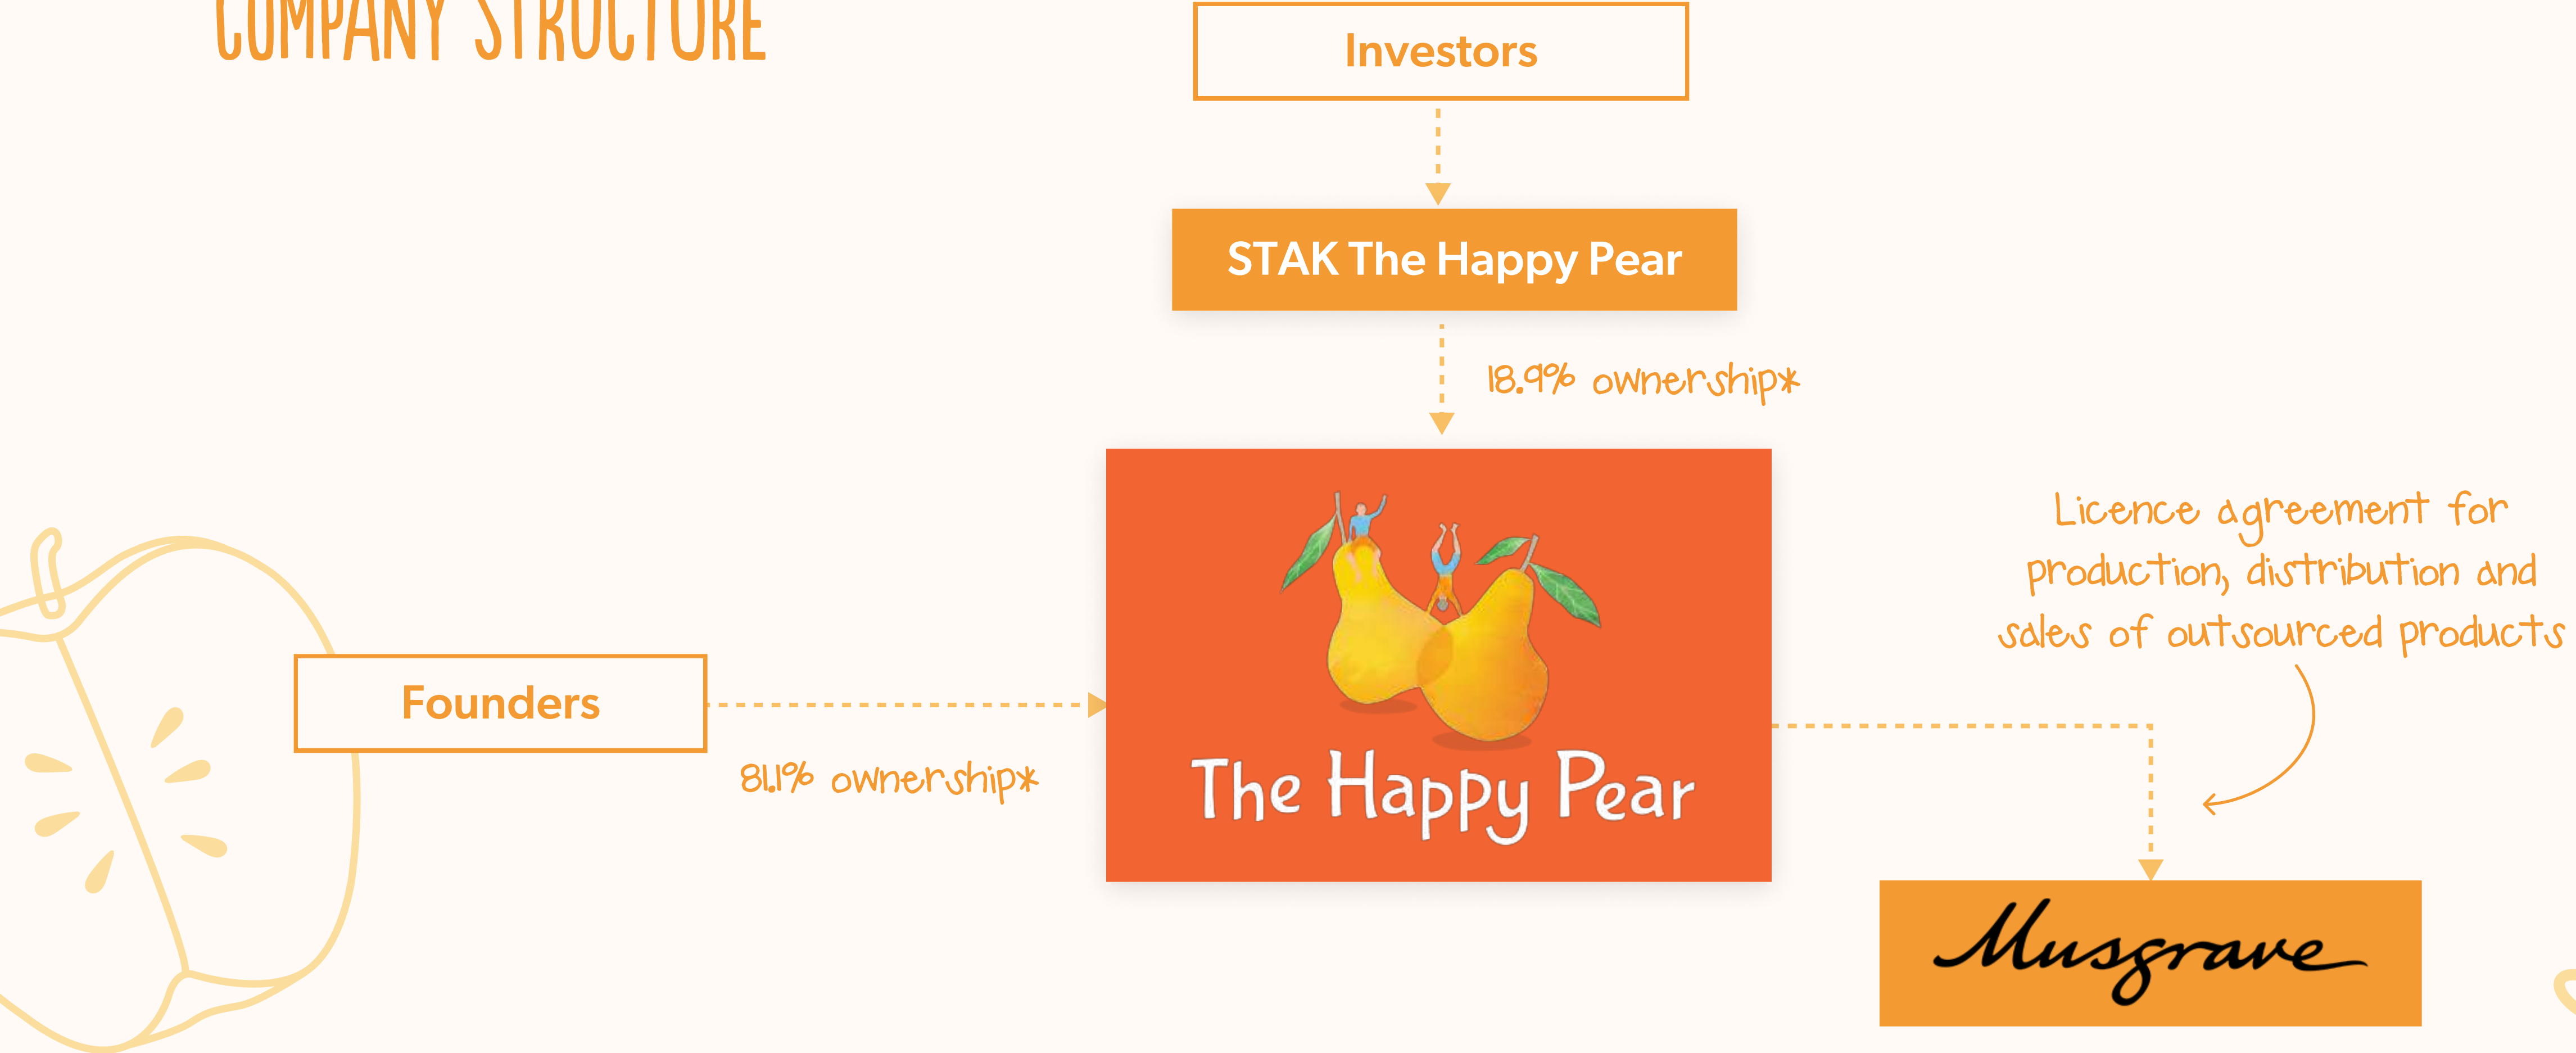 COMPANY STRUCTURE
Investors
STAK The Happy Pear
18.9% ownership*
Licence agreement for
production, distribution and
sales of outsourced products
Founders
81.1% ownership*
The Happy Pear
Musgrave